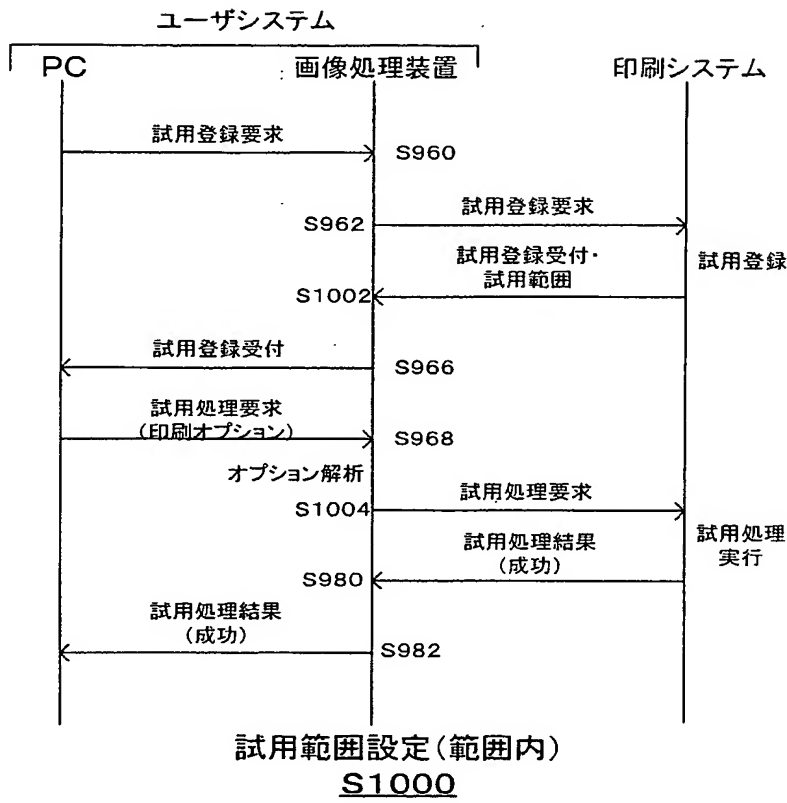 ユーザシステム
PC
画像処理装置
印刷システム
試用登録要求
S960
S962
試用登録要求
試用登録受付・
試用範囲
試用登録
S1002
試用登録受付
S966
試用処理要求
(印刷オプション)
S968
オプション解析
S1004
試用処理要求
試用処理
実行
試用処理結果
(成功)
S980
試用処理結果
(成功)
S982
試用範囲設定(範囲内)
S1000